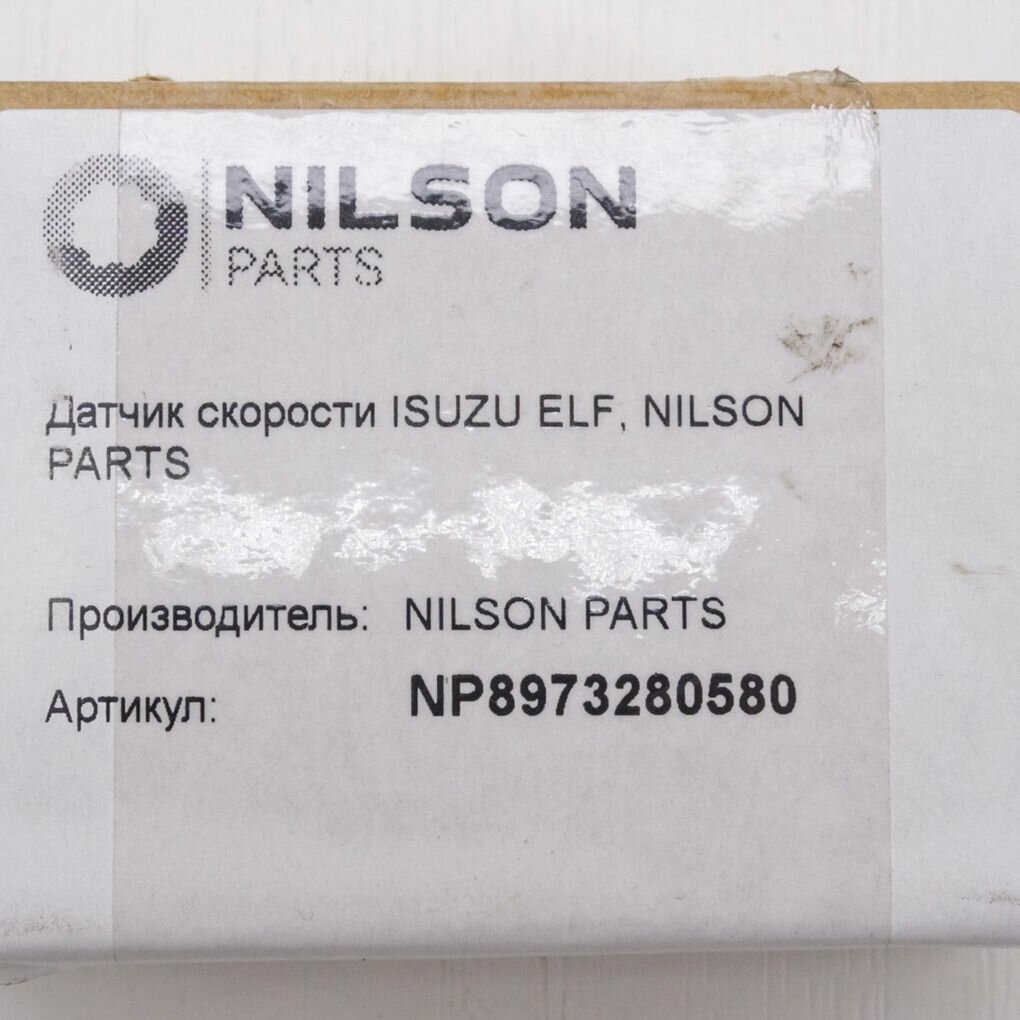 NILSON
PARTS
Датчик скорости ISUZU ELF, NILSON
PARTS
Производитель: NILSON PARTS
Артикул: NP8973280580